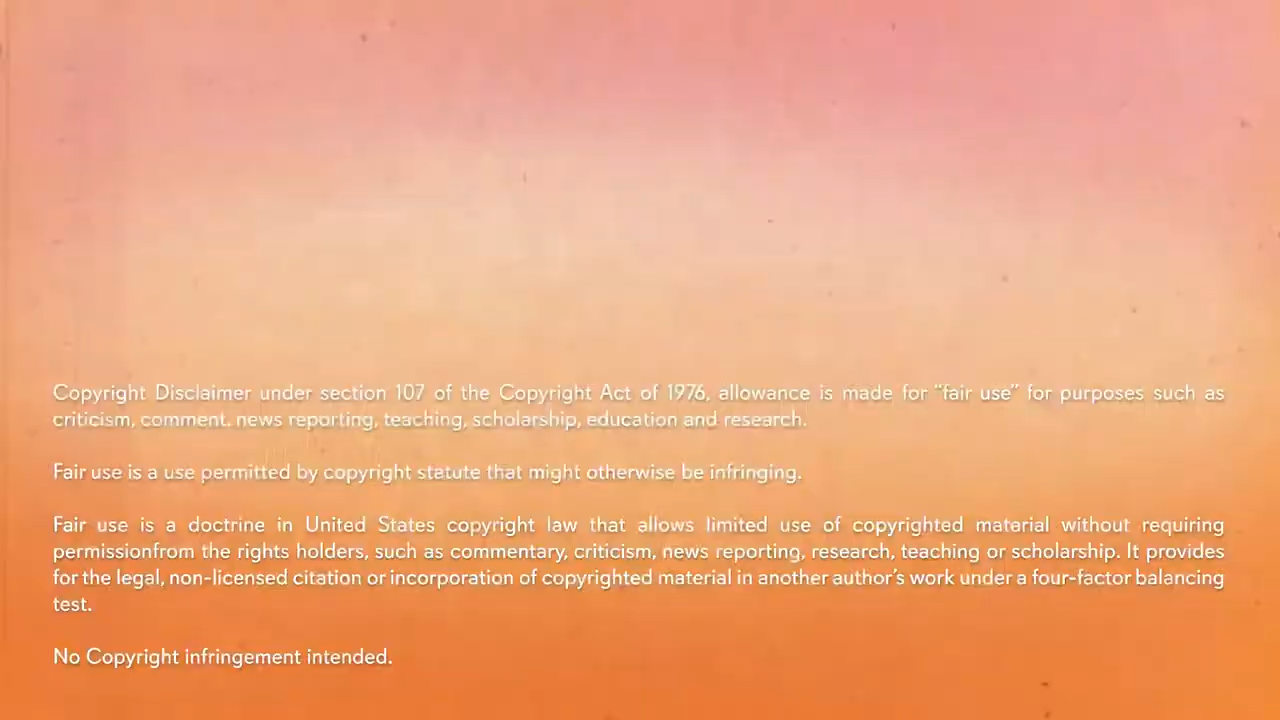 Copyright Disclaimer under section 107 of the Copyright Act of 1976, allowance is made for “fair use” for purposes such as
criticism, comment. news reporting, teaching, scholarship, education and research.
Fair use is a use permitted by copyright statute that might otherwise be infringing.
Fair use is a doctrine in United States copyright law that allows limited use of copyrighted material without requiring
permissionfrom the rights holders, such as commentary, criticism, news reporting, research, teaching or scholarship. It provides
for the legal, non-licensed citation or incorporation of copyrighted material in another author’s work under a four-factor balancing
test.
No Copyright infringement intended.